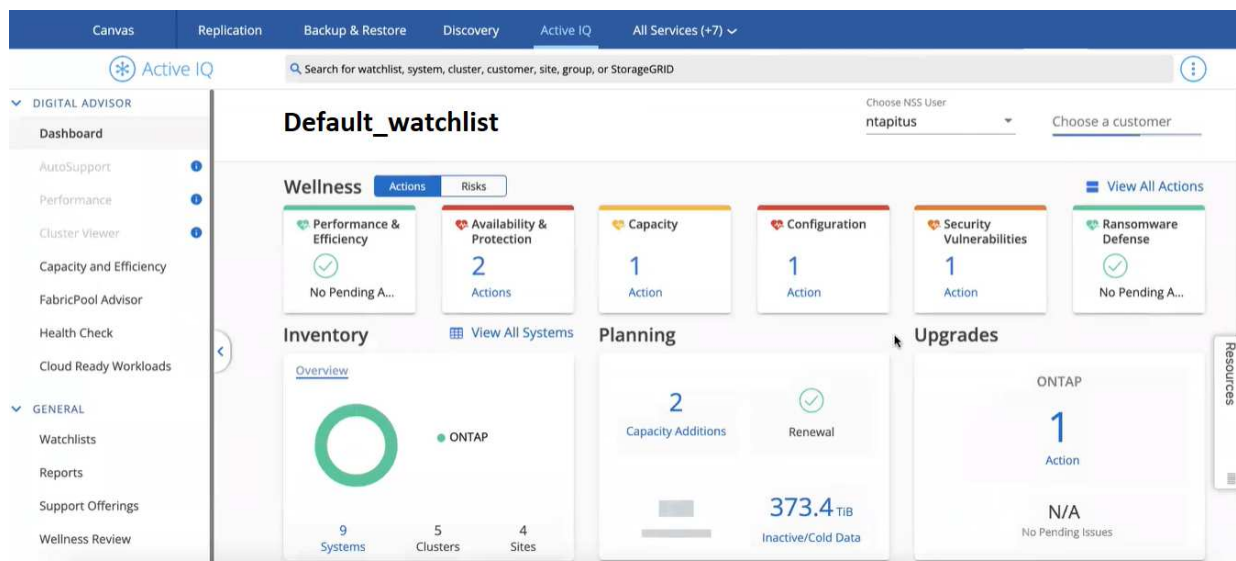 Canvas
Replication
Backup & Restore
Discovery
Active IQ
All Services (+7)
Active IQ
Search for watchlist, system, cluster, customer, site, group, or StorageGRID
DIGITAL ADVISOR
Dashboard
AutoSupport
Performance
Cluster Viewer
Capacity and Efficiency
FabricPool Advisor
Health Check
Cloud Ready Workloads
GENERAL
Watchlists
Reports
Support Offerings
Wellness Review
Default_watchlist
Choose NSS User
ntapitus
Choose a customer
Wellness
Actions
Risks
View All Actions
Performance &
Efficiency
No Pending A...
Availability &
Protection
2
Actions
Capacity
1
Action
Configuration
1
Action
Security
Vulnerabilities
1
Action
Ransomware
Defense
No Pending A...
Inventory
View All Systems
Overview
ONTAP
9
Systems
5
Clusters
4
Sites
Planning
2
Capacity Additions
Renewal
373.4 TiB
Inactive/Cold Data
Upgrades
ONTAP
1
Action
N/A
No Pending Issues
Resources